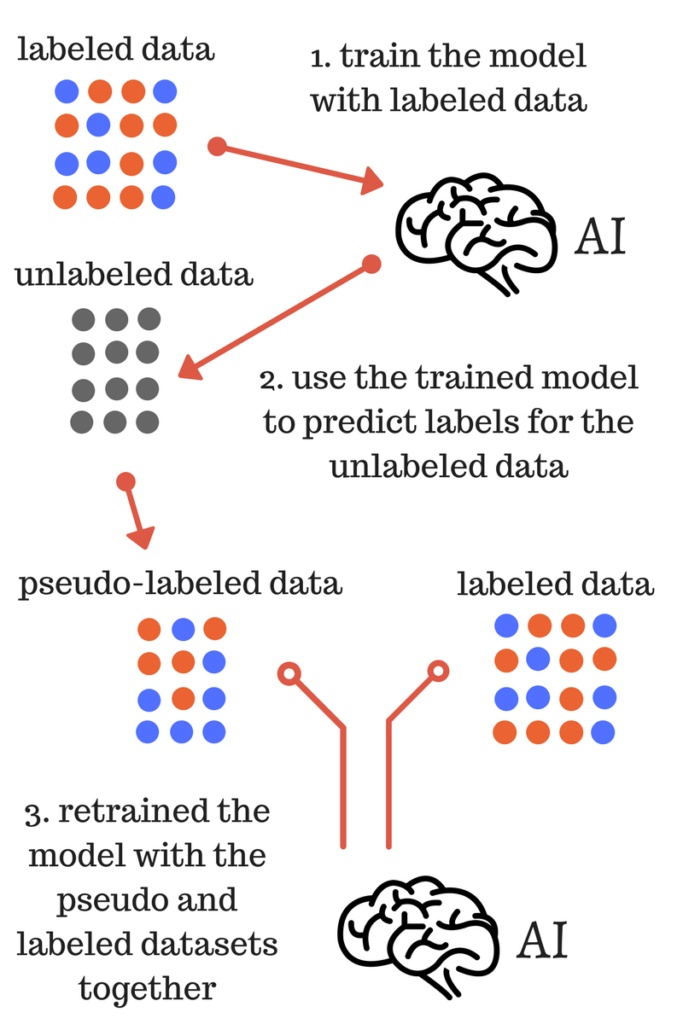 labeled data
1. train the model
with labeled data
AI
unlabeled data
2. use the trained model
to predict labels for the
unlabeled data
pseudo-labeled data
labeled data
3. retrained the
model with the
pseudo and
labeled datasets
together
AI